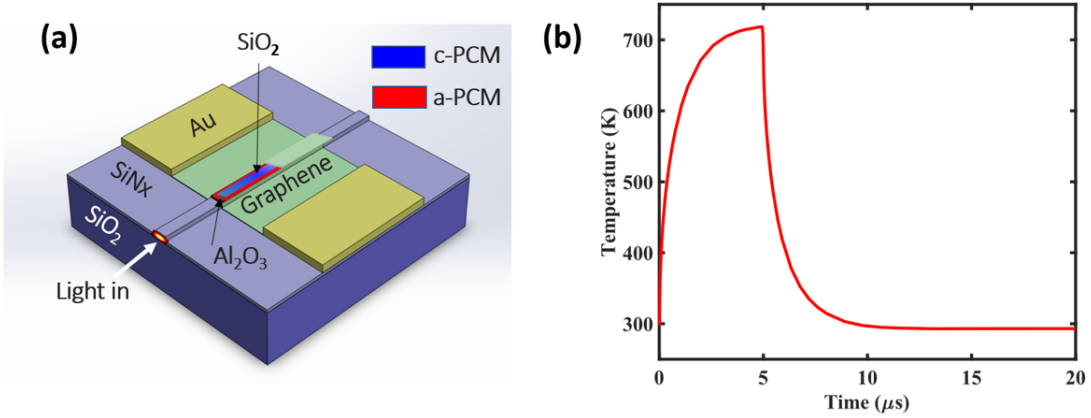 (a)
SiO₂
c-PCM
a-PCM
Au
SiNx
Graphene
SiO₂
Al₂O₃
Light in
(b)
Temperature (K)
700
600
500
400
300
0 5 10 15 20
Time (μs)